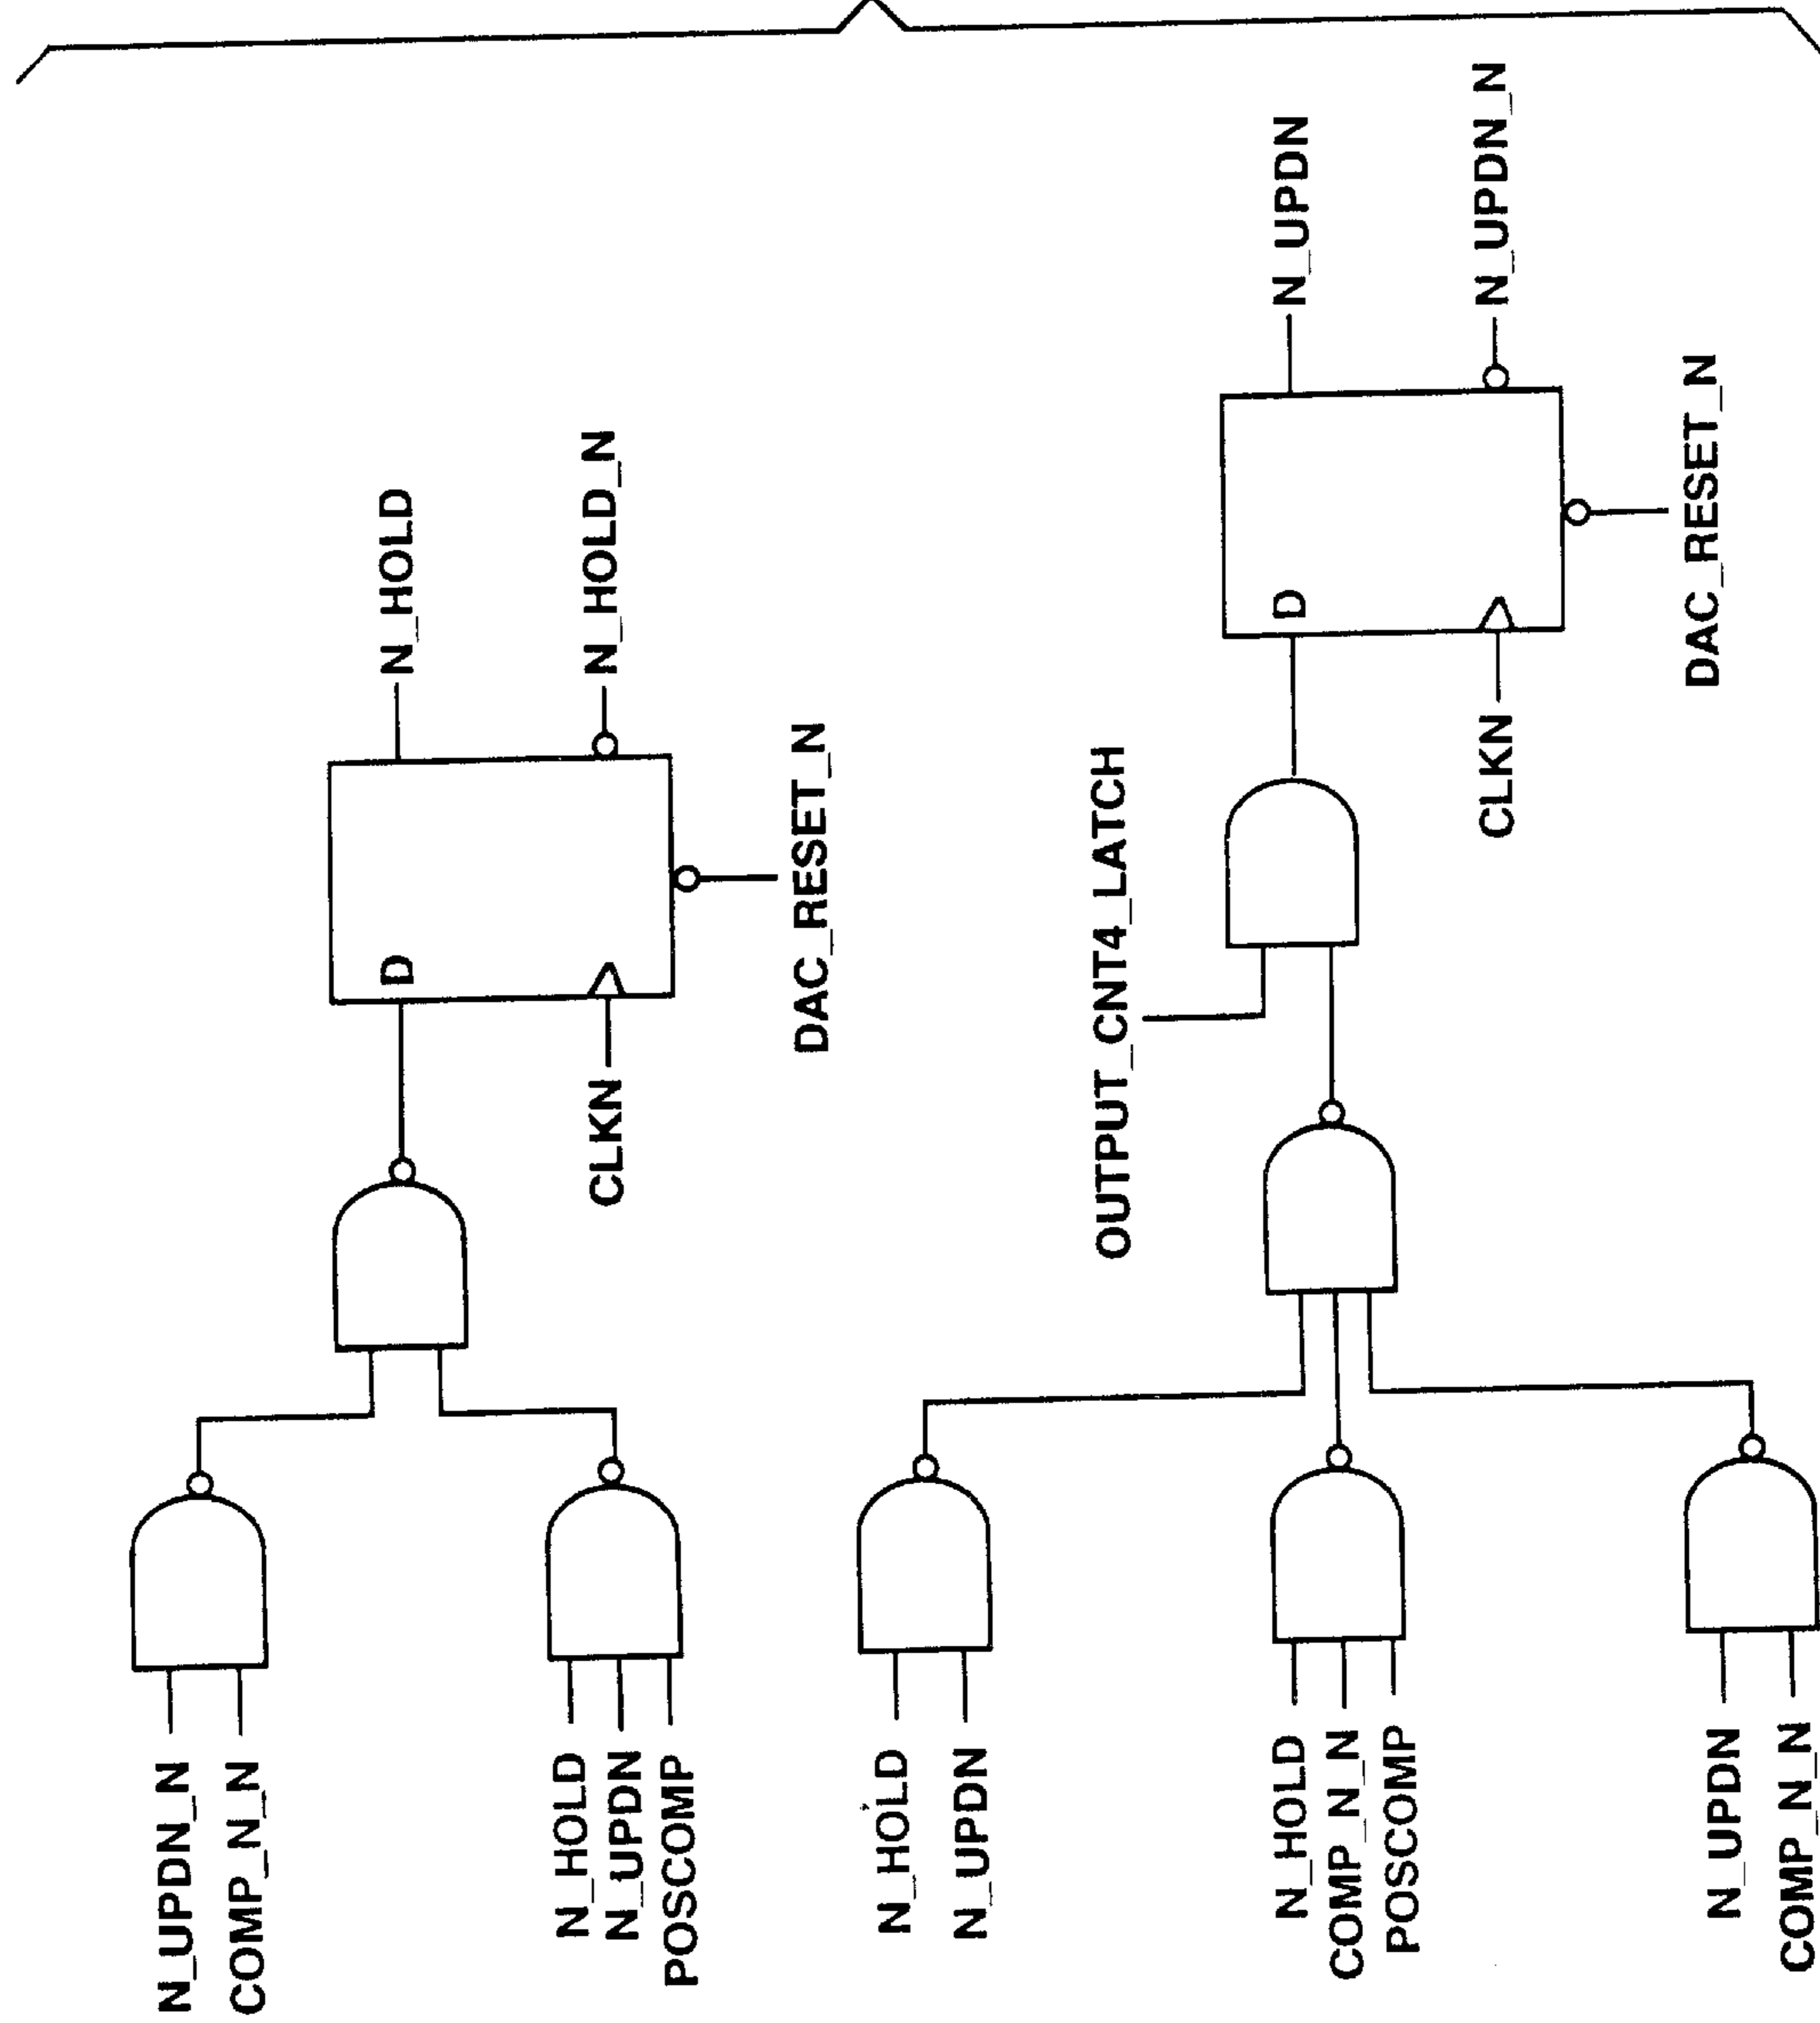 N_UPDN_N
COMP_N_N
N_HOLD
N_UPDN
POSCOMP
CLKN
D
N_HOLD
N_HOLD_N
DAC_RESET_N
N_HOLD
N_UPDN
N_HOLD
COMP_N_N
POSCOMP
N_UPDN
COMP_N_N
OUTPUT_CNT4_LATCH
CLKN
D
N_UPDN
N_UPDN_N
DAC_RESET_N